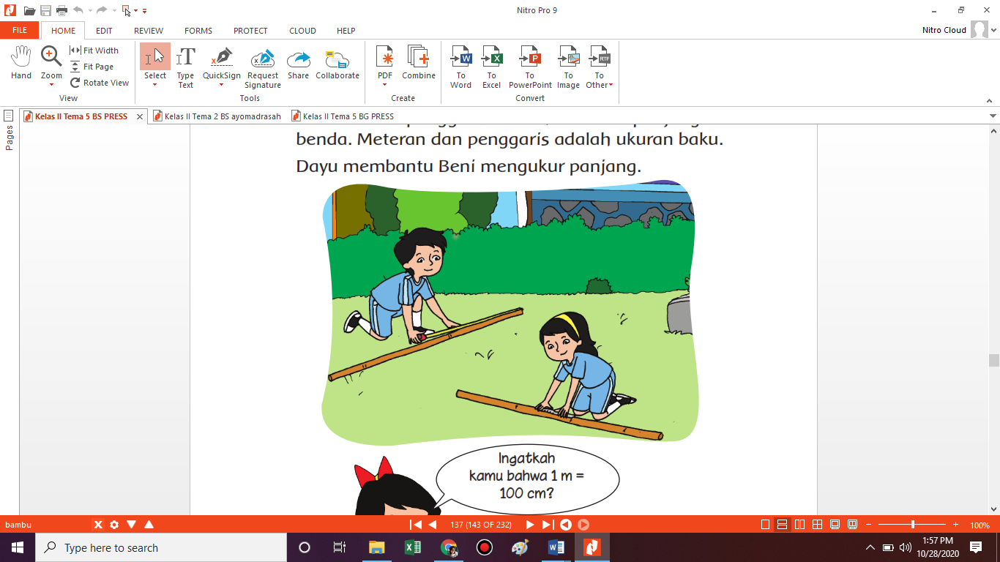 Nitro Pro 9
FILE HOME EDIT REVIEW FORMS PROTECT CLOUD HELP Nitro Cloud
Hand
Zoom
Fit Width
Fit Page
Rotate View
View
Select
Type Text
QuickSign
Request Signature
Share
Collaborate
Tools
PDF
Combine
Create
To Word
To Excel
To PowerPoint
To Image
To Other
Convert
Pages
Kelas II Tema 5 BS PRESS
Kelas II Tema 2 BS ayomadrasah
Kelas II Tema 5 BG PRESS
benda. Meteran dan penggaris adalah ukuran baku.
Dayu membantu Beni mengukur panjang.
Ingatkah
kamu bahwa 1 m =
100 cm?
bambu
137 (143 OF 232)
100%
Type here to search
1:57 PM
10/28/2020